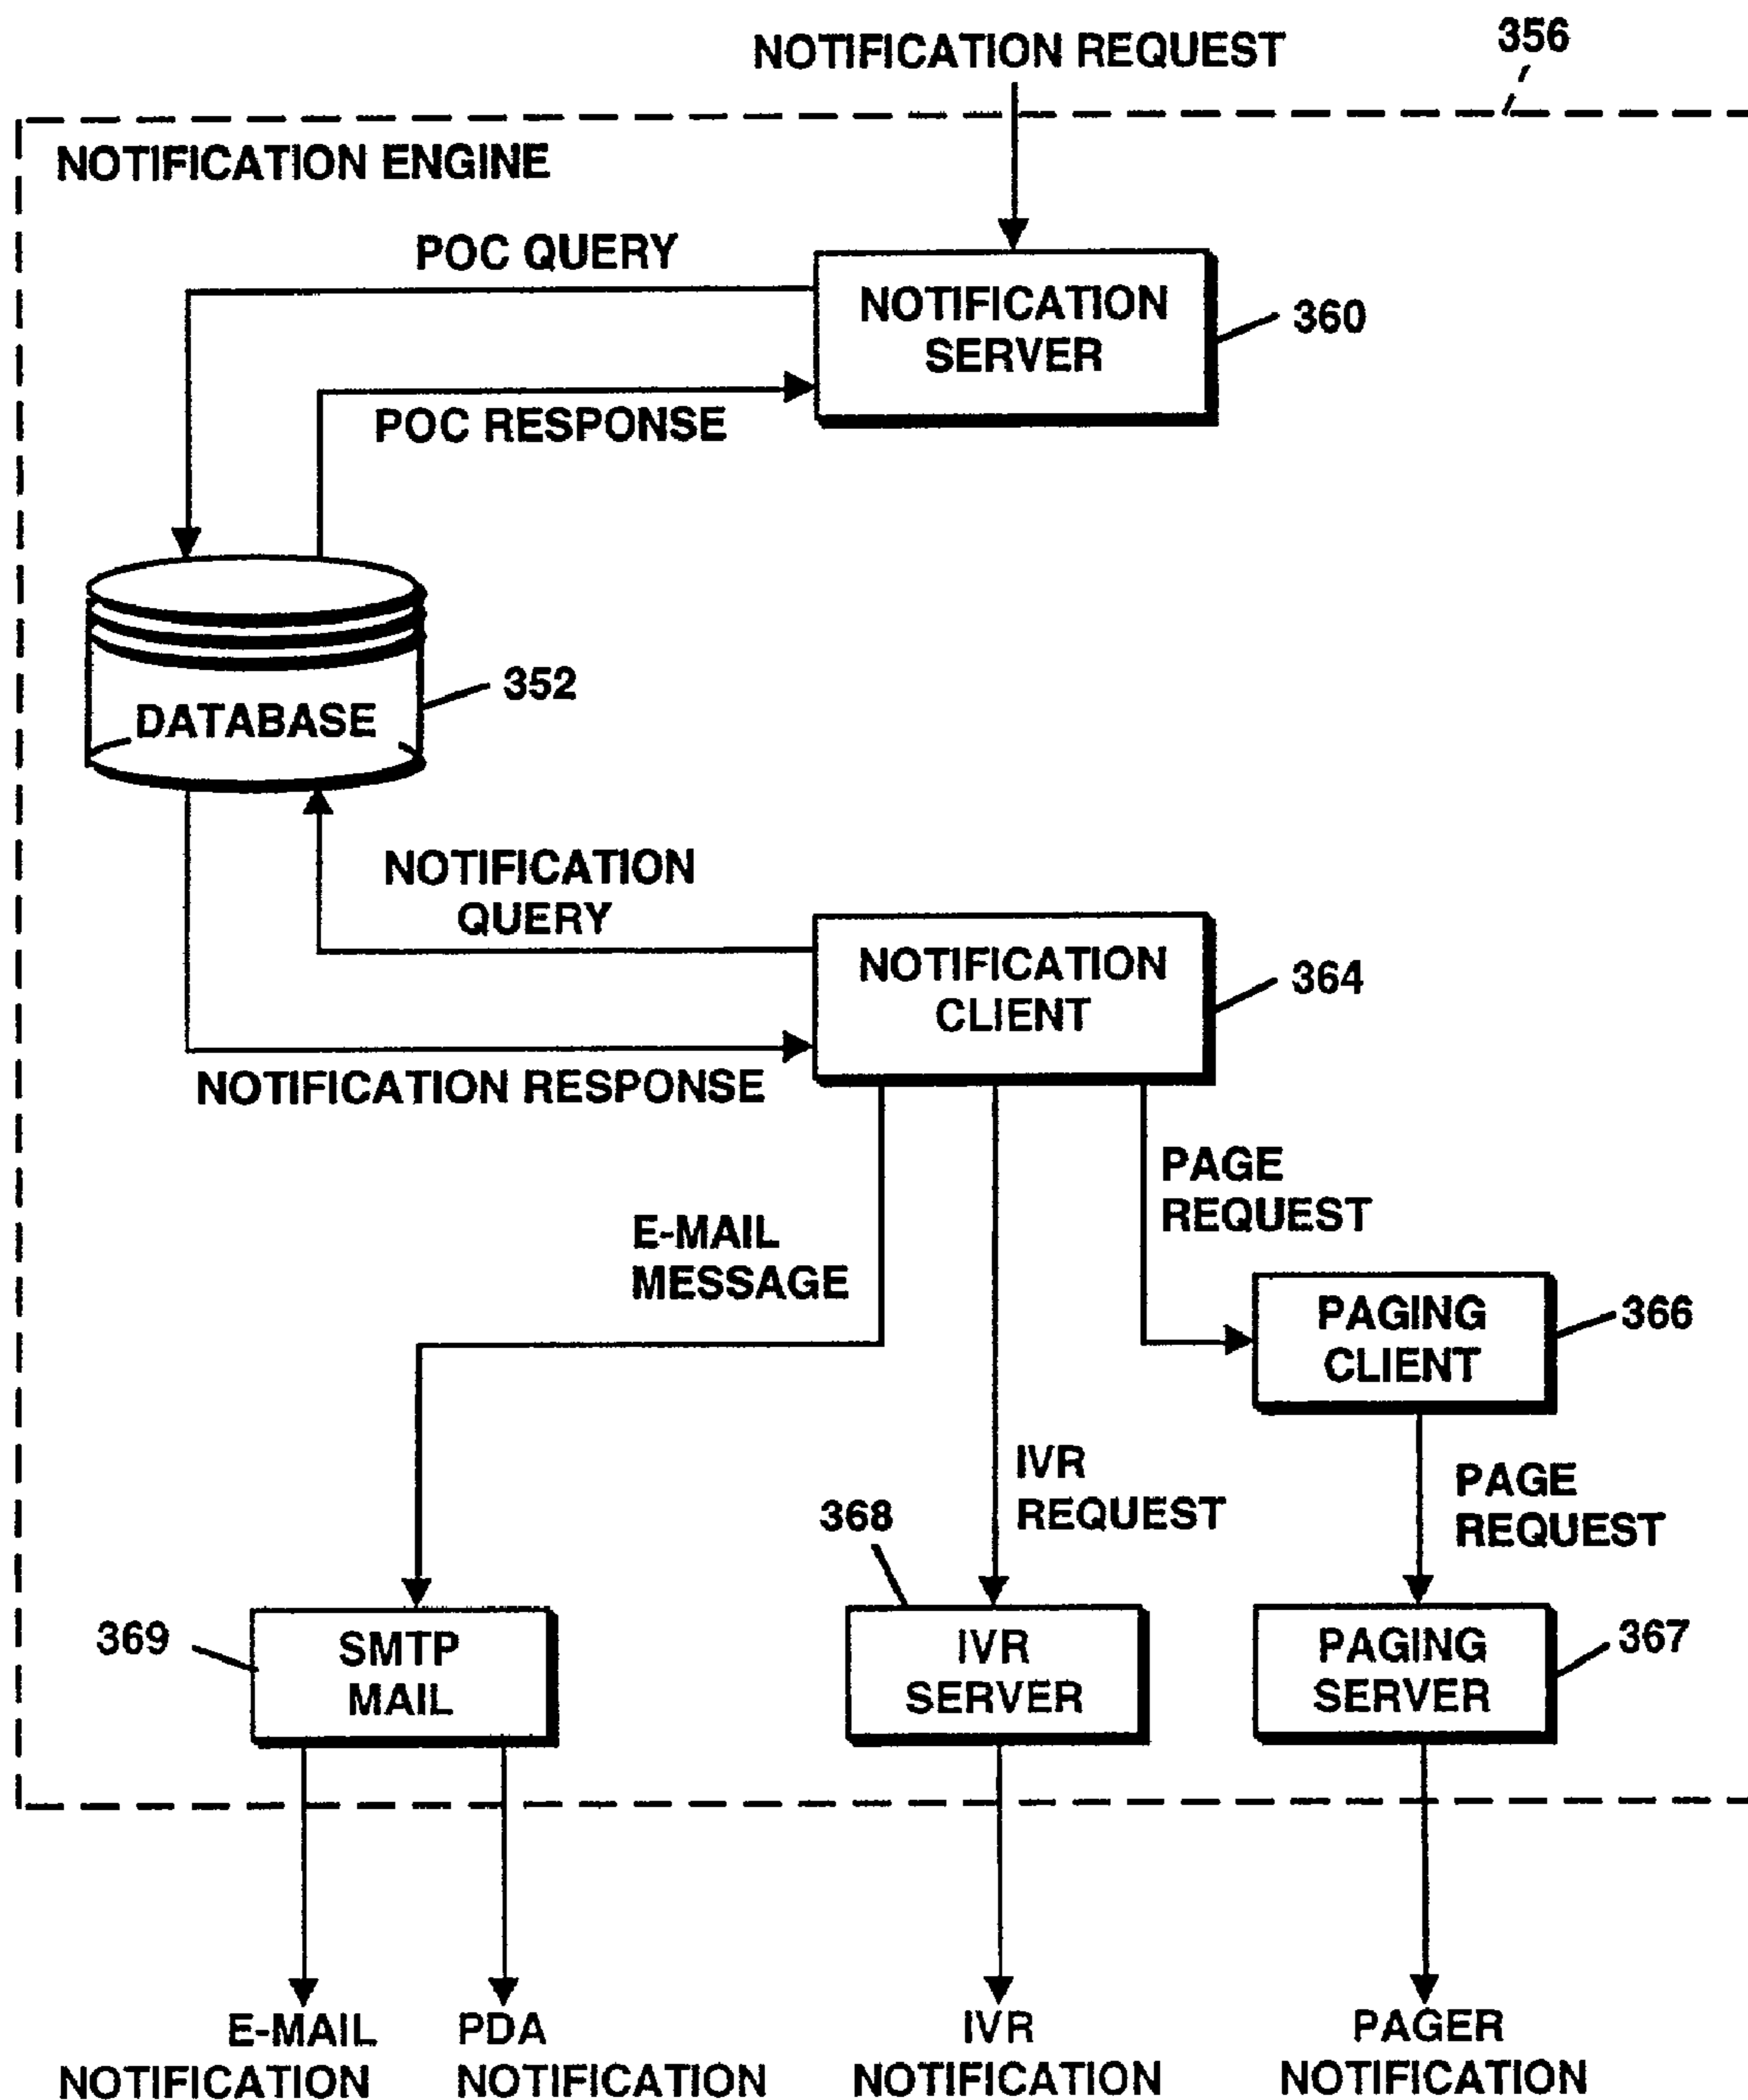 NOTIFICATION REQUEST
356
NOTIFICATION ENGINE
POC QUERY
NOTIFICATION
SERVER
360
POC RESPONSE
DATABASE
352
NOTIFICATION
QUERY
NOTIFICATION
CLIENT
364
NOTIFICATION RESPONSE
PAGE
REQUEST
E-MAIL
MESSAGE
PAGING
CLIENT
366
IVR
REQUEST
PAGE
REQUEST
368
369
SMTP
MAIL
IVR
SERVER
PAGING
SERVER
367
E-MAIL
NOTIFICATION
PDA
NOTIFICATION
IVR
NOTIFICATION
PAGER
NOTIFICATION